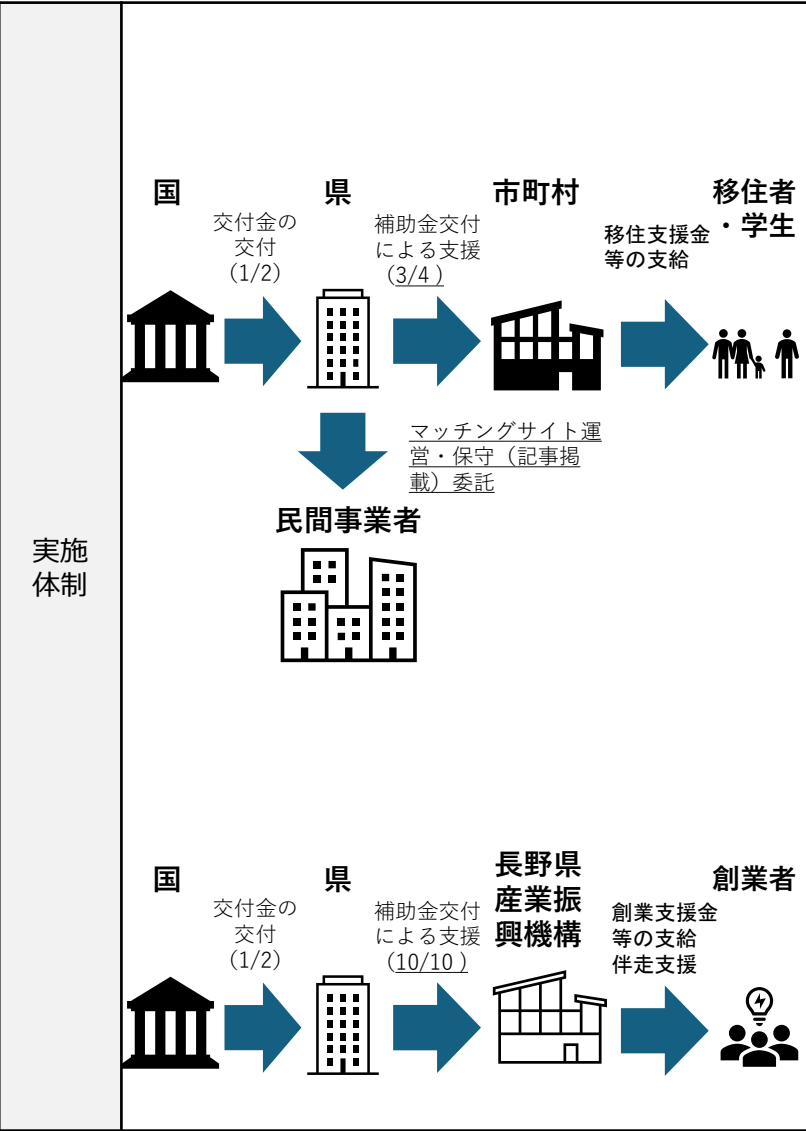 実施
体制
国
交付金の
交付
(1/2)
県
補助金交付
による支援
(3/4 )
市町村
移住支援金
等の支給
移住者
・学生
マッチングサイト運
営・保守（記事掲
載）委託
民間事業者
国
交付金の
交付
(1/2)
県
補助金交付
による支援
(10/10 )
長野県
産業振
興機構
創業支援金
等の支給
伴走支援
創業者